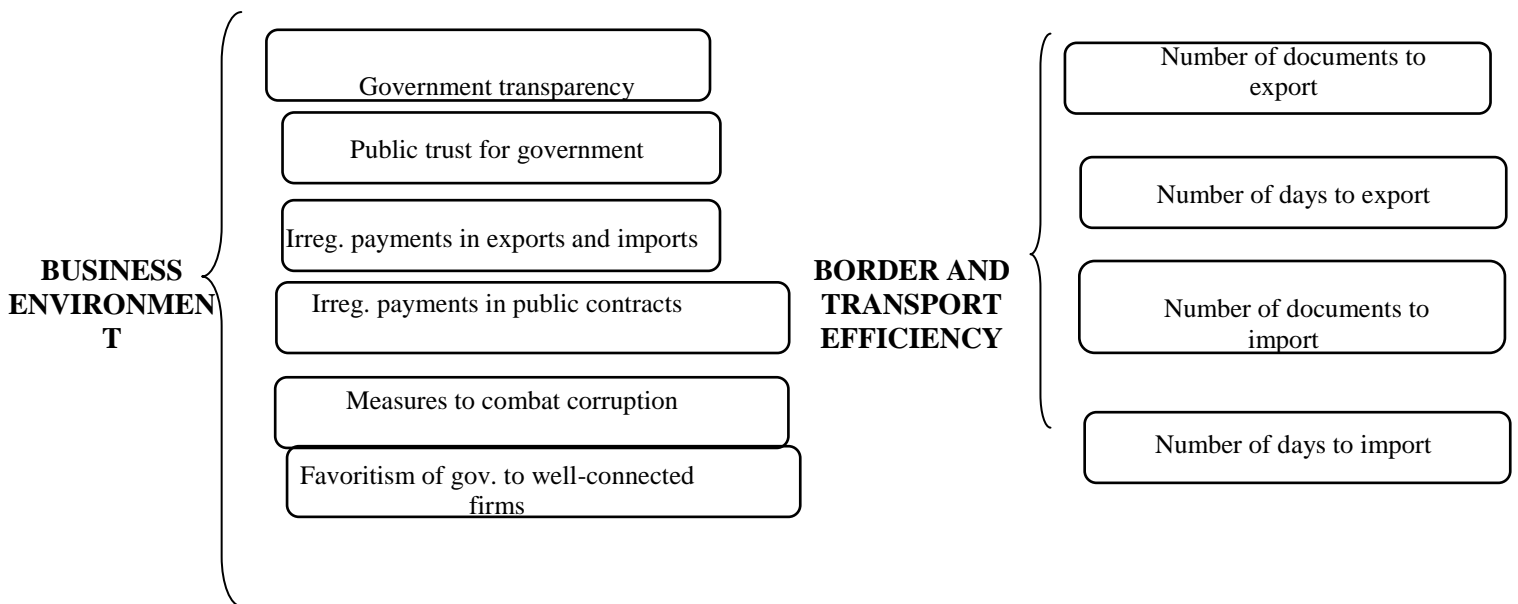 BUSINESS
ENVIRONMEN
T
Government transparency
Public trust for government
Irreg. payments in exports and imports
Irreg. payments in public contracts
Measures to combat corruption
Favoritism of gov. to well-connected
firms
BORDER AND
TRANSPORT
EFFICIENCY
Number of documents to
export
Number of days to export
Number of documents to
import
Number of days to import